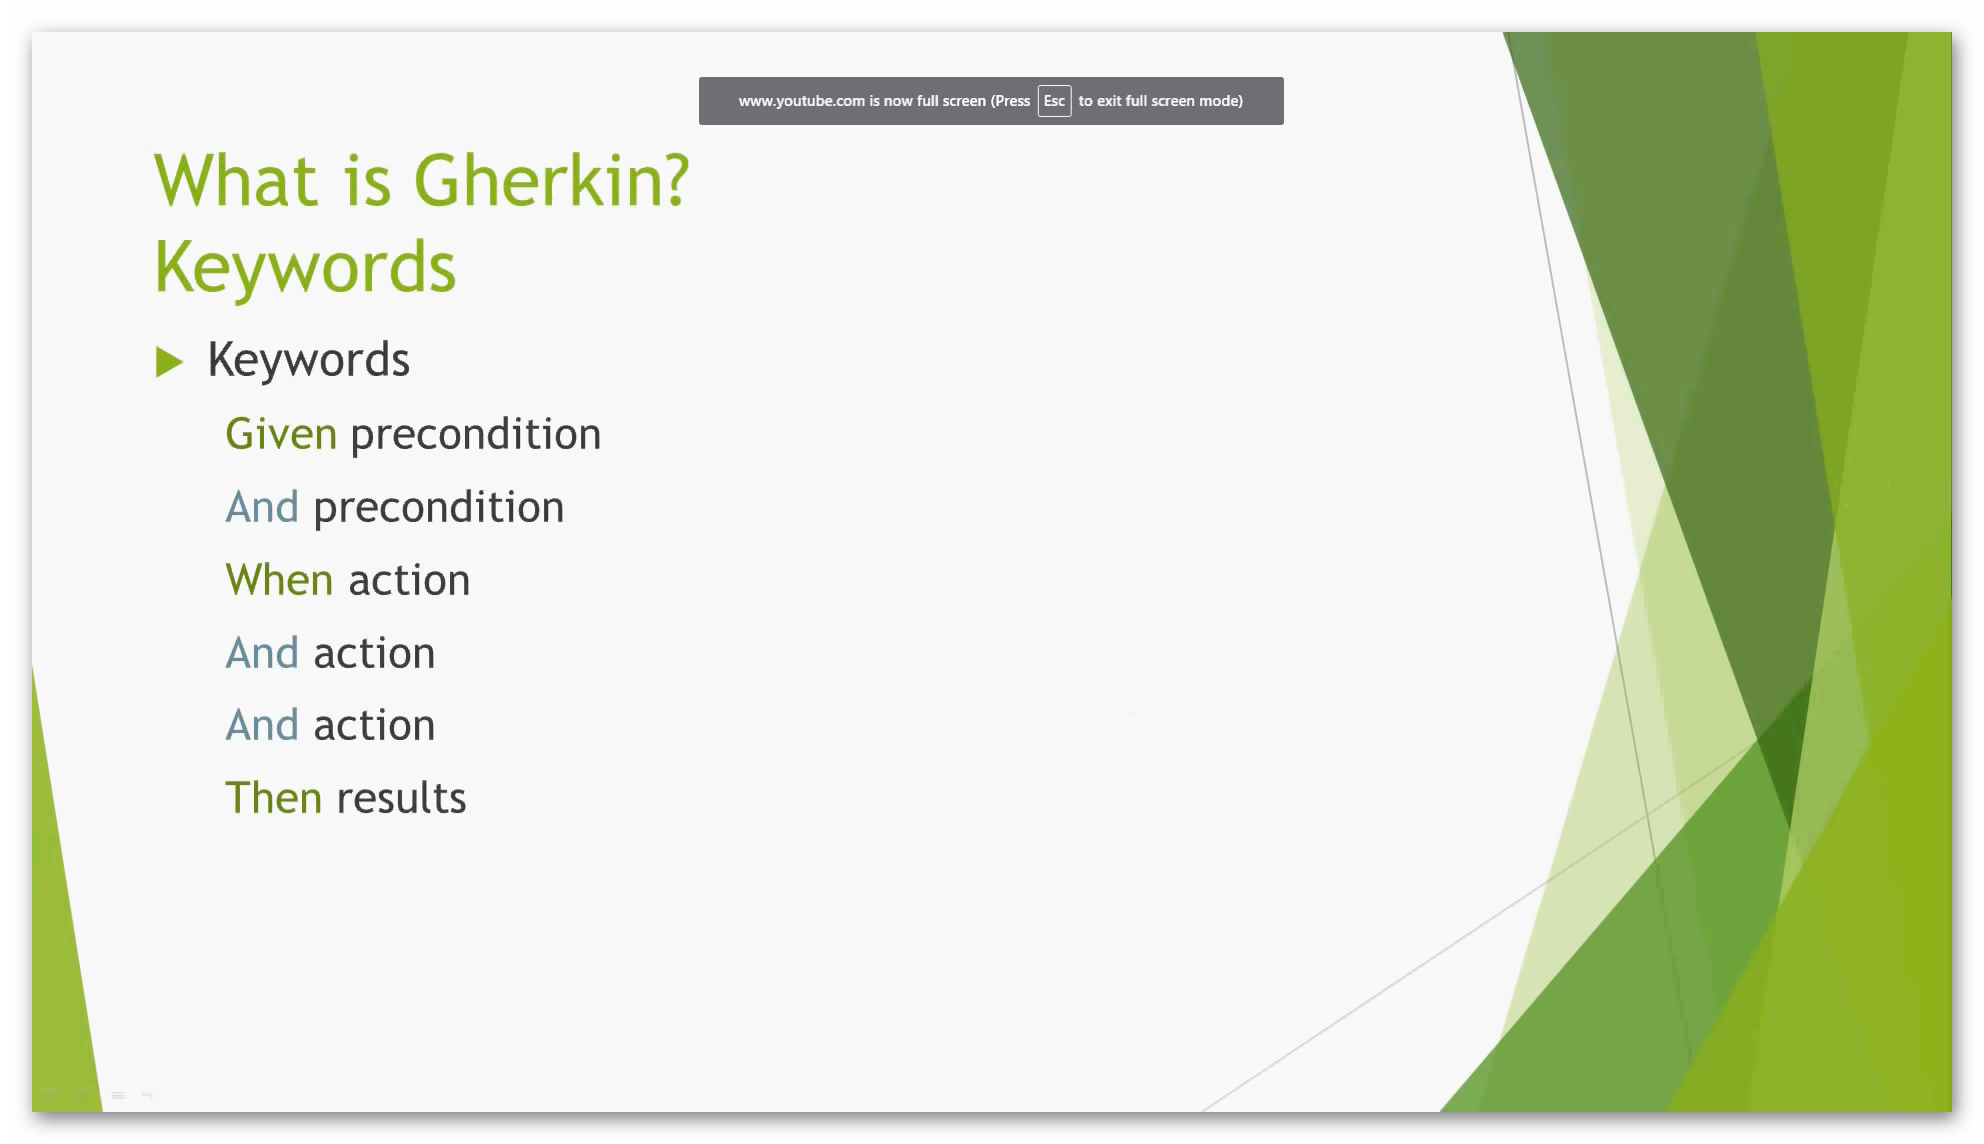 www.youtube.com is now full screen (Press Esc to exit full screen mode)
What is Gherkin?
Keywords
Keywords
Given precondition
And precondition
When action
And action
And action
Then results